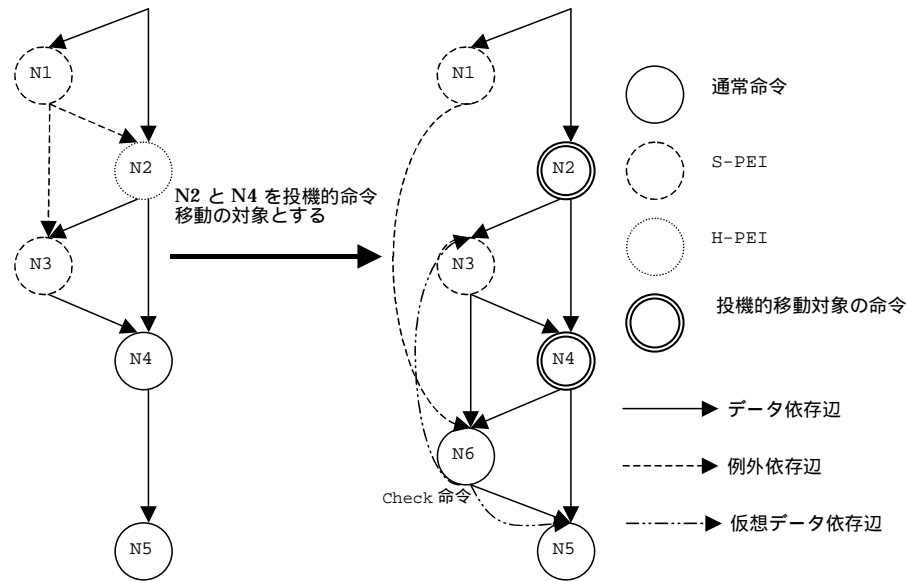 N1
N2
N3
N4
N5
N2 と N4 を投機的命令
移動の対象とする
N1
N2
N3
N4
N6
Check 命令
N5
通常命令
S-PEI
H-PEI
投機的移動対象の命令
データ依存辺
例外依存辺
仮想データ依存辺